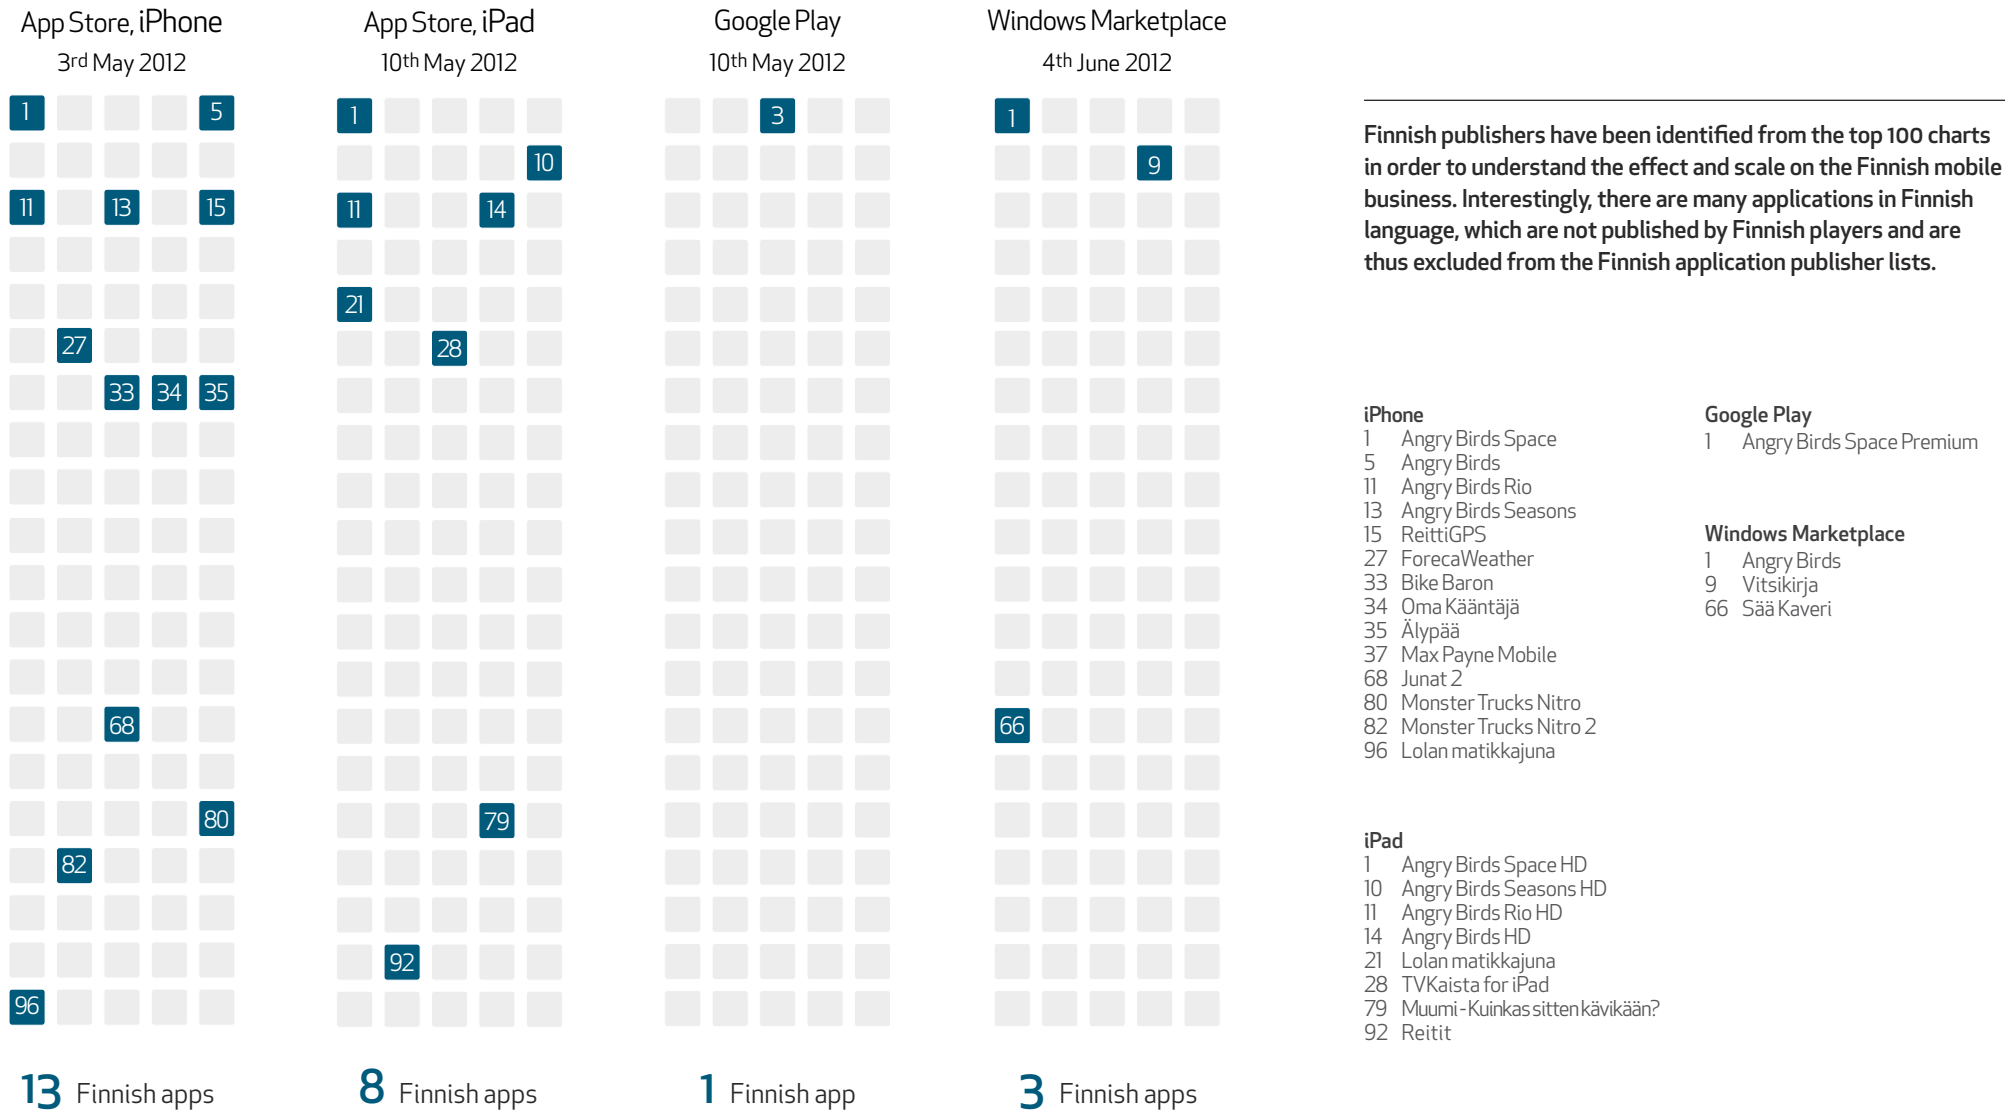 App Store, iPhone
3rd May 2012
1
5
11
13
15
27
33
34
35
68
80
82
96
13 Finnish apps
App Store, iPad
10th May 2012
1
10
11
14
21
28
79
92
8 Finnish apps
Google Play
10th May 2012
3
1 Finnish app
Windows Marketplace
4th June 2012
1
9
66
3 Finnish apps
Finnish publishers have been identified from the top 100 charts
in order to understand the effect and scale on the Finnish mobile
business. Interestingly, there are many applications in Finnish
language, which are not published by Finnish players and are
thus excluded from the Finnish application publisher lists.
iPhone
1 Angry Birds Space
5 Angry Birds
11 Angry Birds Rio
13 Angry Birds Seasons
15 ReittiGPS
27 ForecaWeather
33 Bike Baron
34 Oma Kääntäjä
35 Älypää
37 Max Payne Mobile
68 Junat 2
80 Monster Trucks Nitro
82 Monster Trucks Nitro 2
96 Lolan matikkajuna
iPad
1 Angry Birds Space HD
10 Angry Birds Seasons HD
11 Angry Birds Rio HD
14 Angry Birds HD
21 Lolan matikkajuna
28 TVKaista for iPad
79 Muumi - Kuinkas sitten kävikään?
92 Reitit
Google Play
1 Angry Birds Space Premium
Windows Marketplace
1 Angry Birds
9 Vitsikirja
66 Sää Kaveri